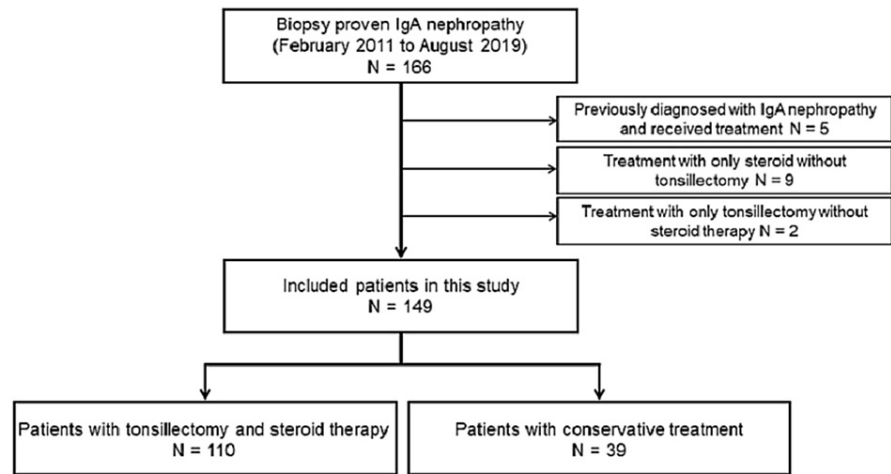 Biopsy proven IgA nephropathy
(February 2011 to August 2019)
N = 166
Previously diagnosed with IgA nephropathy
and received treatment N = 5
Treatment with only steroid without
tonsillectomy N = 9
Treatment with only tonsillectomy without
steroid therapy N = 2
Included patients in this study
N = 149
Patients with tonsillectomy and steroid therapy
N = 110
Patients with conservative treatment
N = 39